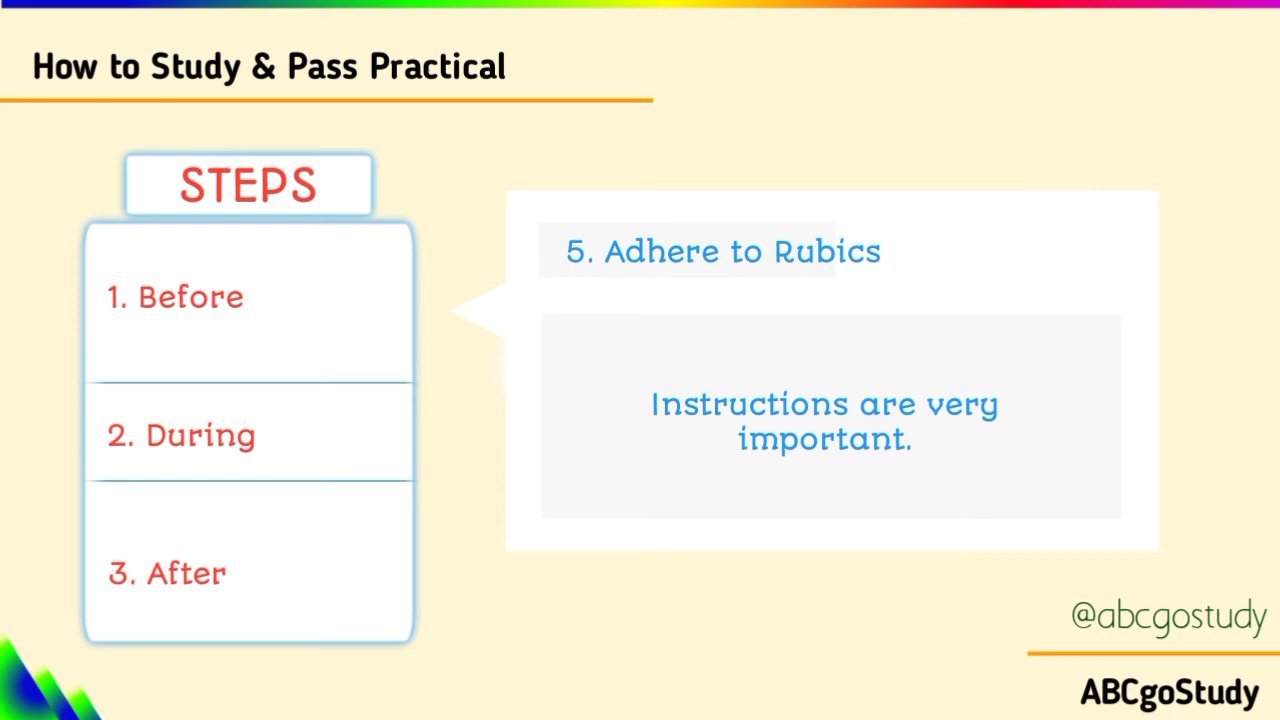 How to Study & Pass Practical
STEPS
1. Before
2. During
3. After
5. Adhere to Rubics
Instructions are very
important.
@abcgostudy
ABCgoStudy